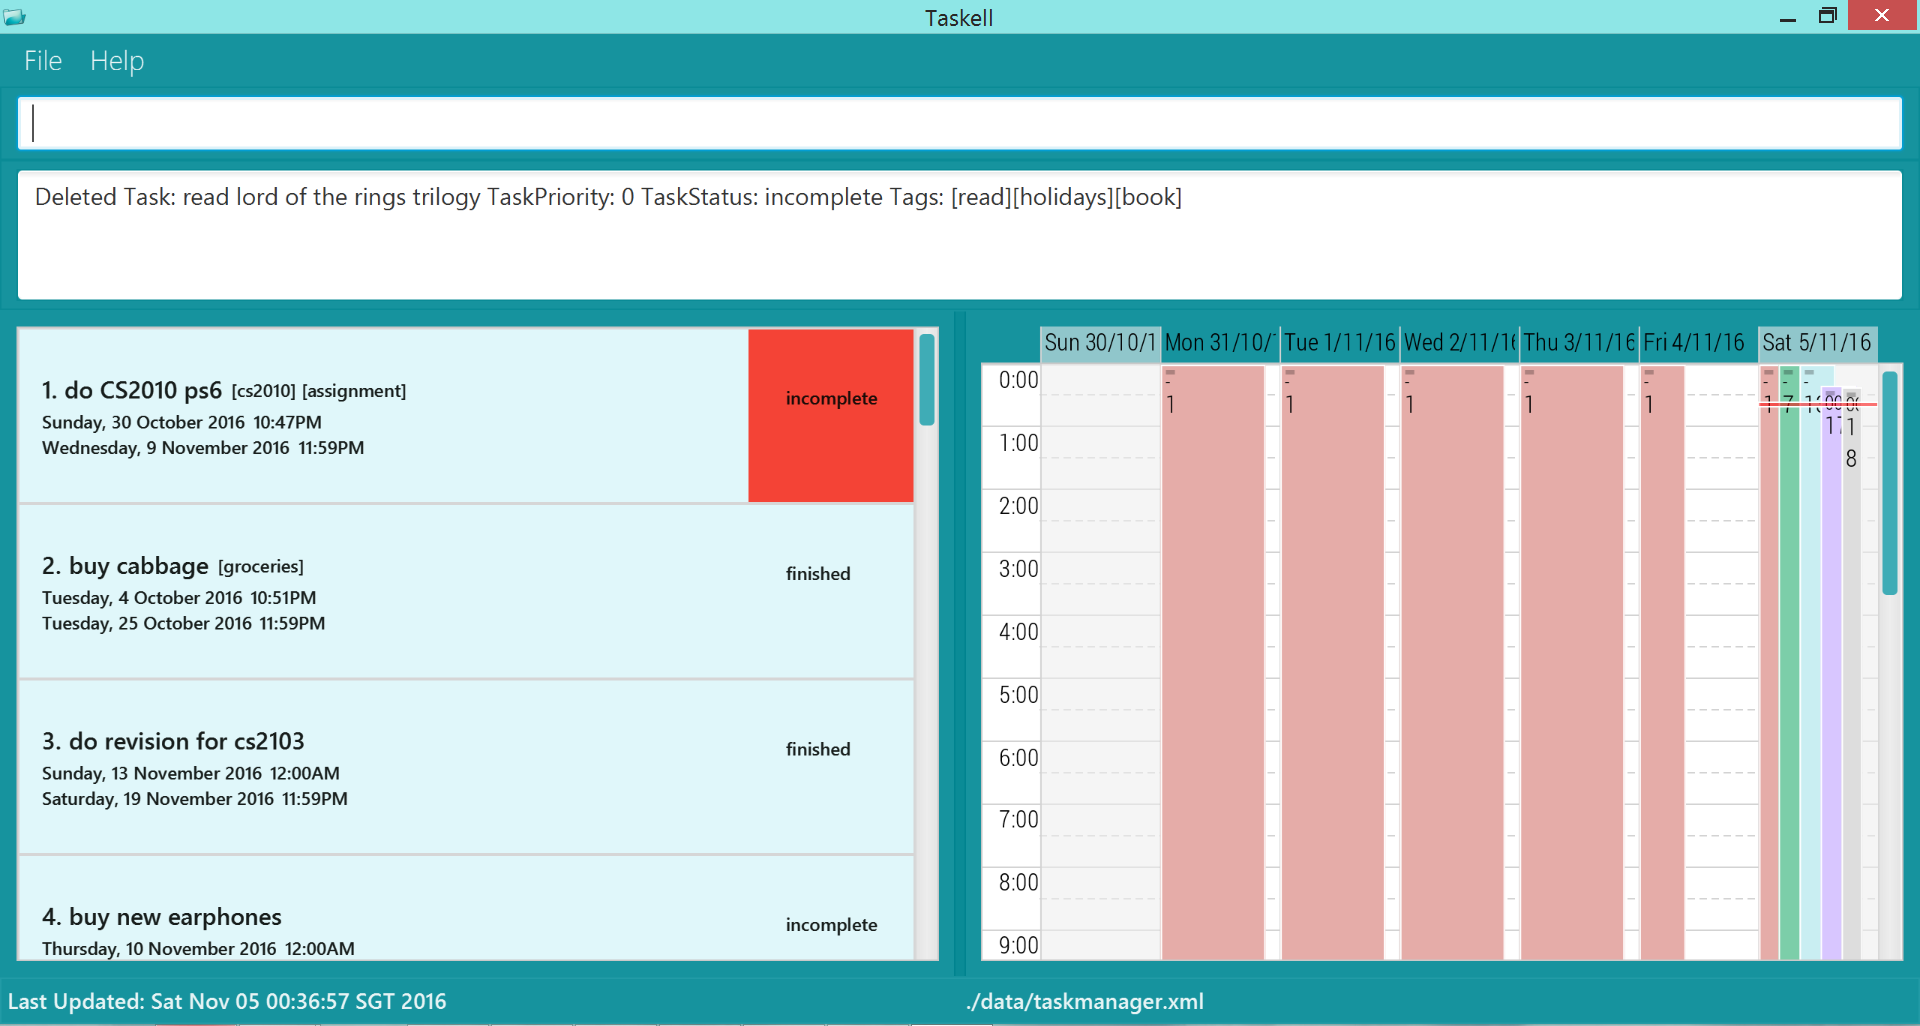 Taskell
File Help
Deleted Task: read lord of the rings trilogy TaskPriority: 0 TaskStatus: incomplete Tags: [read][holidays][book]
1. do CS2010 ps6 [cs2010] [assignment]
incomplete
Sunday, 30 October 2016 10:47PM
Wednesday, 9 November 2016 11:59PM
2. buy cabbage [groceries]
finished
Tuesday, 4 October 2016 10:51PM
Tuesday, 25 October 2016 11:59PM
3. do revision for cs2103
finished
Sunday, 13 November 2016 12:00AM
Saturday, 19 November 2016 11:59PM
4. buy new earphones
incomplete
Thursday, 10 November 2016 12:00AM
Sun 30/10/1 Mon 31/10/ Tue 1/11/16 Wed 2/11/1 Thu 3/11/16 Fri 4/11/16 Sat 5/11/16
0:00
- - - - - - - -
1 1 1 1 1 1 7
1
8
1:00
2:00
3:00
4:00
5:00
6:00
7:00
8:00
9:00
Last Updated: Sat Nov 05 00:36:57 SGT 2016
./data/taskmanager.xml